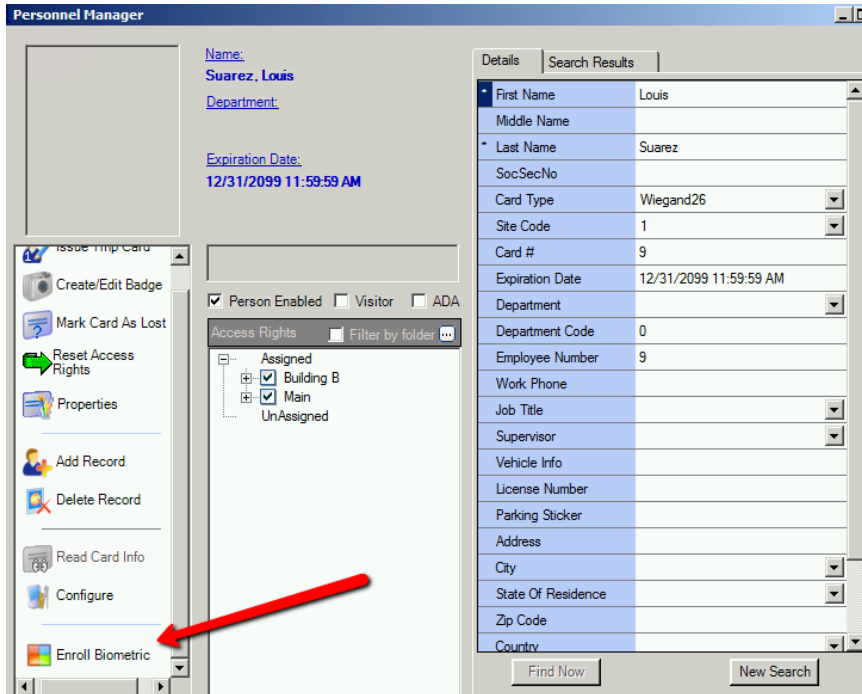 Personnel Manager
Name:
Suarez, Louis
Department:
Expiration Date:
12/31/2099 11:59:59 AM
Issue Tmp Card
Create/Edit Badge
Mark Card As Lost
Reset Access
Rights
Properties
Add Record
Delete Record
Read Card Info
Configure
Enroll Biometric
Person Enabled Visitor ADA
Access Rights Filter by folder ...
Assigned
Building B
Main
UnAssigned
Details Search Results
* First Name Louis
Middle Name
* Last Name Suarez
SocSecNo
Card Type Wiegand26
Site Code 1
Card # 9
Expiration Date 12/31/2099 11:59:59 AM
Department
Department Code 0
Employee Number 9
Work Phone
Job Title
Supervisor
Vehicle Info
License Number
Parking Sticker
Address
City
State Of Residence
Zip Code
Country
Find Now New Search